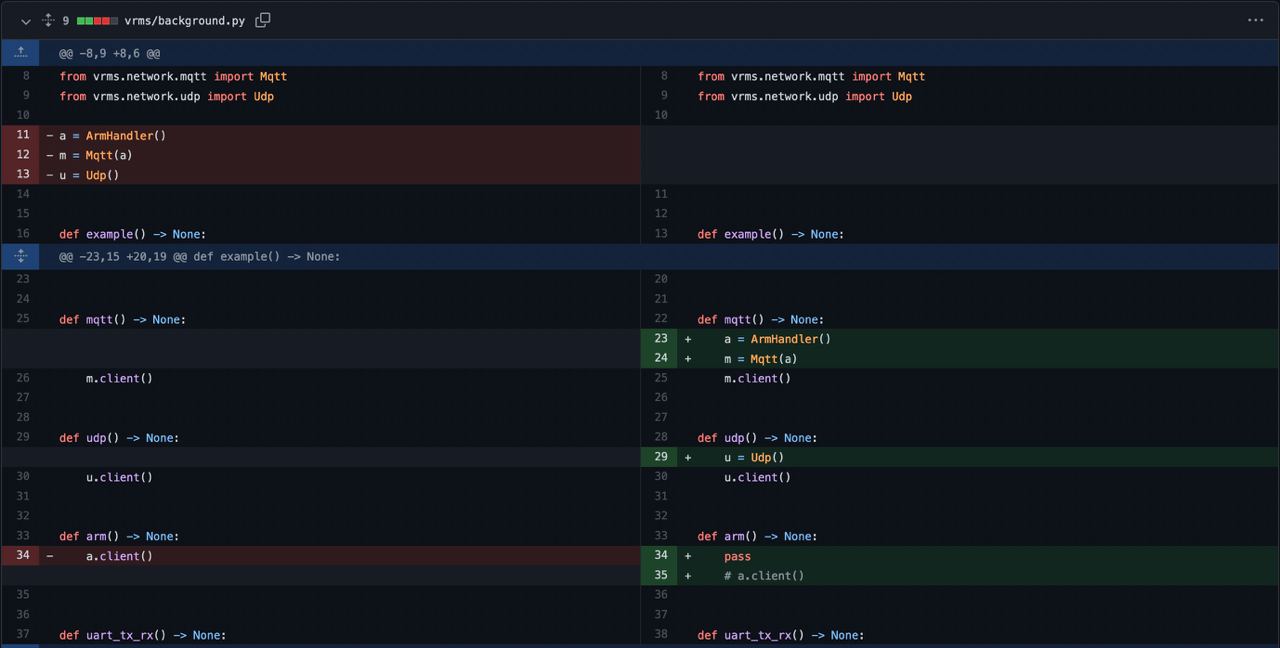 9 vrms/background.py
@@ -8,9 +8,6 @@
8 from vrms.network.mqtt import Mqtt 8 from vrms.network.mqtt import Mqtt
9 from vrms.network.udp import Udp 9 from vrms.network.udp import Udp
10 10
11 - a = ArmHandler()
12 - m = Mqtt(a)
13 - u = Udp()
14 11
15 12
16 def example() -> None: 13 def example() -> None:
@@ -23,15 +20,19 @@ def example() -> None:
23 20
24 21
25 def mqtt() -> None: 22 def mqtt() -> None:
23 + a = ArmHandler()
24 + m = Mqtt(a)
26 m.client() 25 m.client()
27 26
28 27
29 def udp() -> None: 28 def udp() -> None:
29 + u = Udp()
30 u.client() 30 u.client()
31 31
32 32
33 def arm() -> None: 33 def arm() -> None:
34 - a.client() 34 + pass
35 + # a.client()
35 36
36 37
37 def uart_tx_rx() -> None: 38 def uart_tx_rx() -> None: